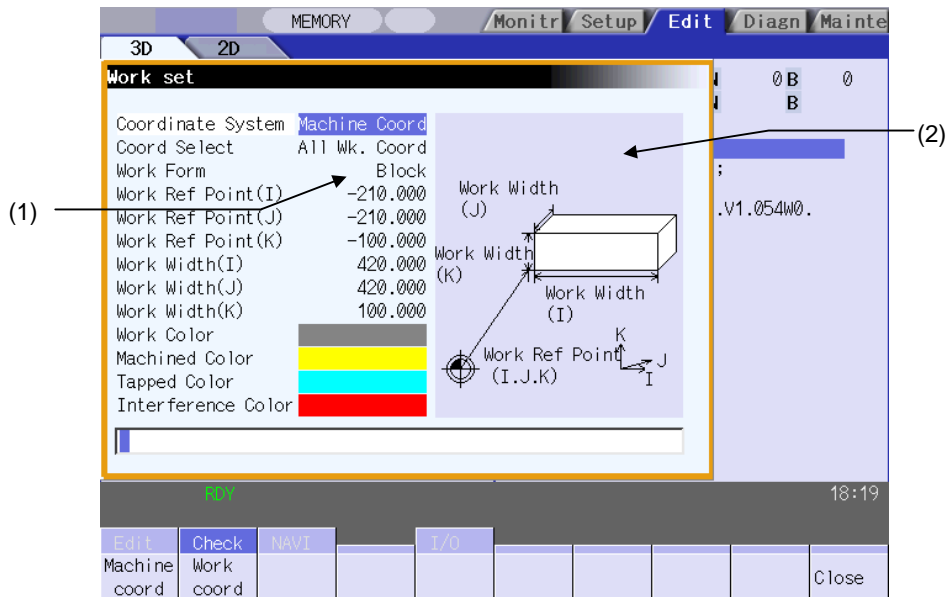 MEMORY Monitr Setup Edit Diagn Mainte
3D 2D
Work set
0 B 0
B
Coordinate System Machine Coord
Coord Select All Wk. Coord
Work Form Block
;
Work Ref Point(I) -210.000
Work Ref Point(J) -210.000
.V1.054W0.
Work Ref Point(K) -100.000
Work Width(I) 420.000
Work Width(J) 420.000
Work Width(K) 100.000
Work Color
Machined Color
Tapped Color
Interference Color
Work Width
(J)
Work Width
(K)
Work Width
(I)
K
J
I
Work Ref Point
(I.J.K)
(1)
(2)
RDY 18:19
Edit Check NAVI I/O
Machine coord
Work coord
Close